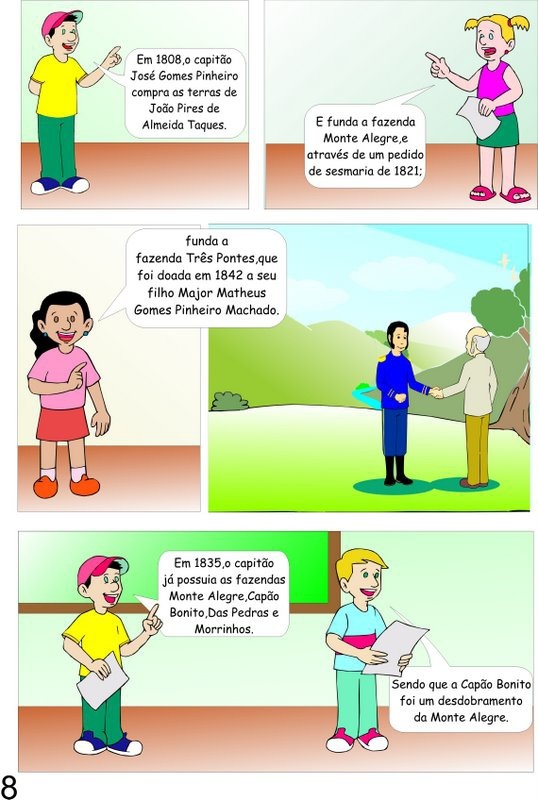 Em 1808,o capitão
José Gomes Pinheiro
compra as terras de
João Pires de
Almeida Taques.
E funda a fazenda
Monte Alegre,e
através de um pedido
de sesmaria de 1821;
funda a
fazenda Três Pontes,que
foi doada em 1842 a seu
filho Major Matheus
Gomes Pinheiro Machado.
Em 1835,o capitão
já possuia as fazendas
Monte Alegre,Capão
Bonito,Das Pedras e
Morrinhos.
Sendo que a Capão Bonito
foi um desdobramento
da Monte Alegre.
8